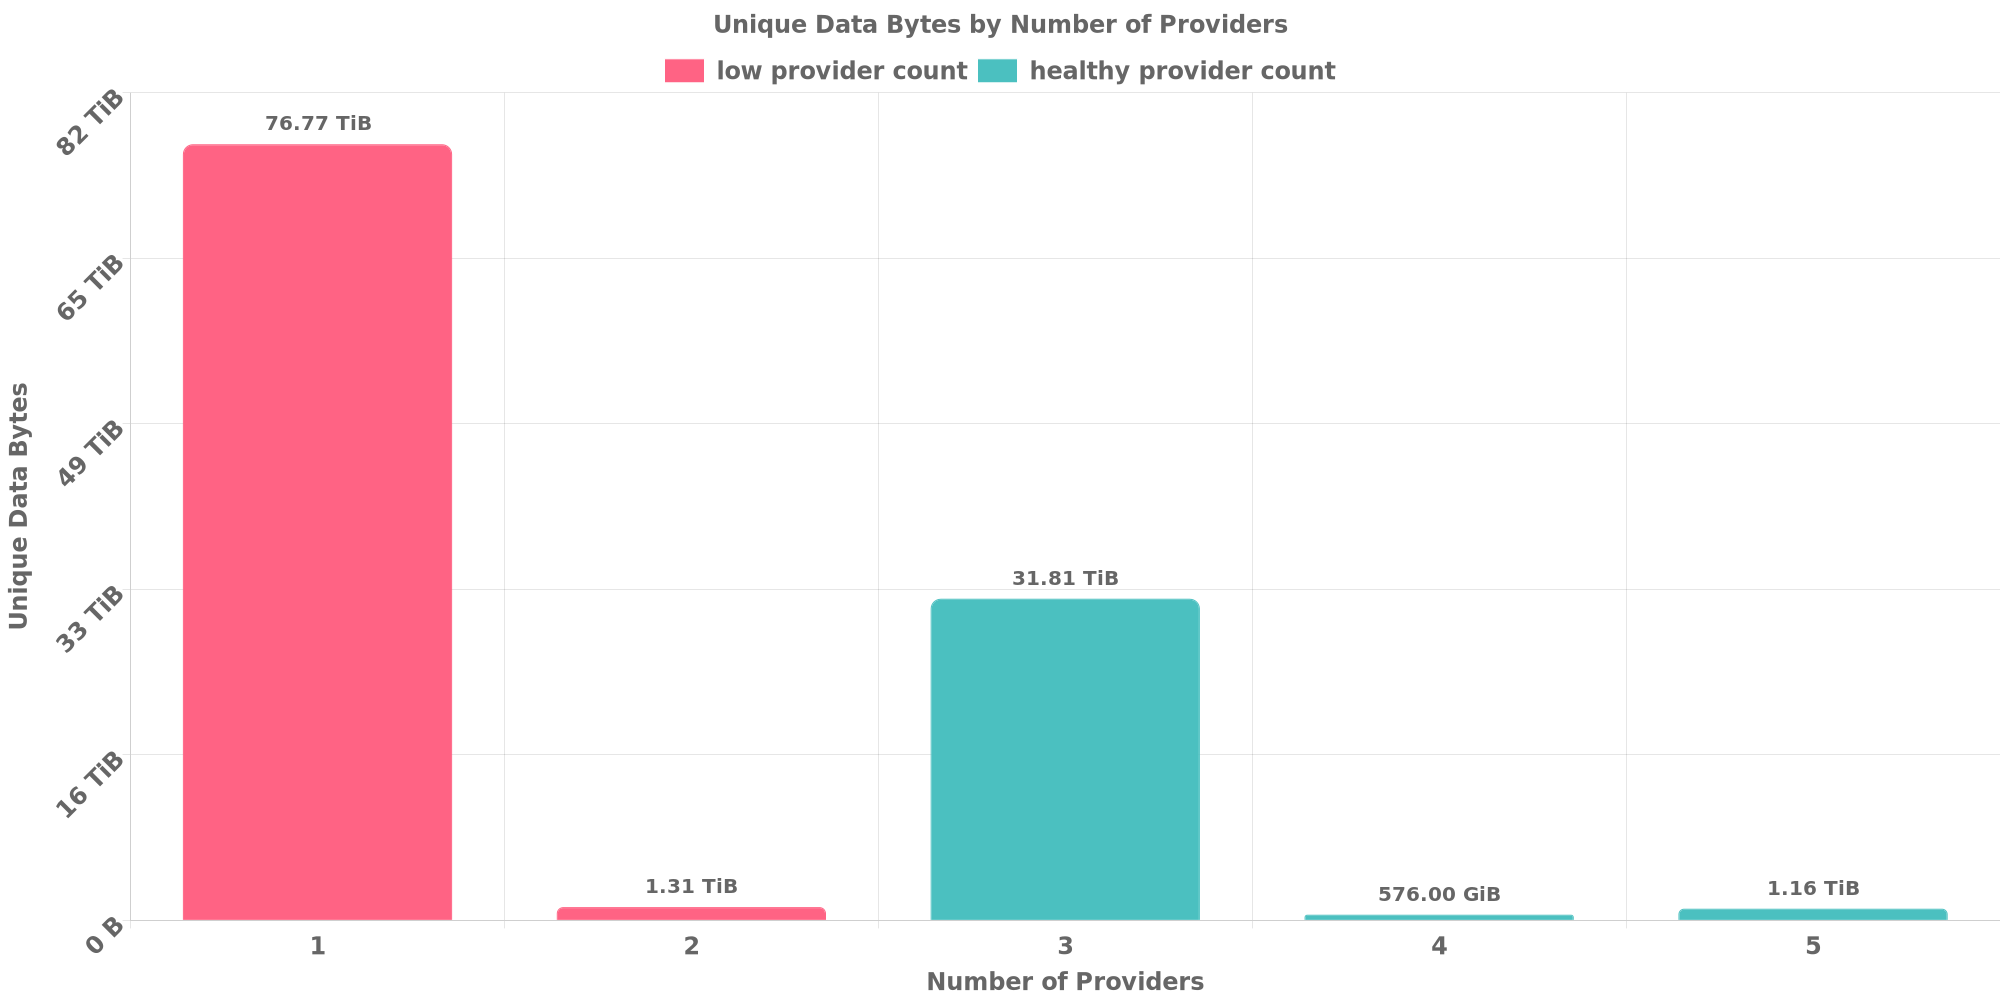 Unique Data Bytes by Number of Providers
low provider count healthy provider count
82 TiB
65 TiB
49 TiB
33 TiB
16 TiB
0 B
Unique Data Bytes
76.77 TiB
1.31 TiB
31.81 TiB
576.00 GiB
1.16 TiB
1 2 3 4 5
Number of Providers